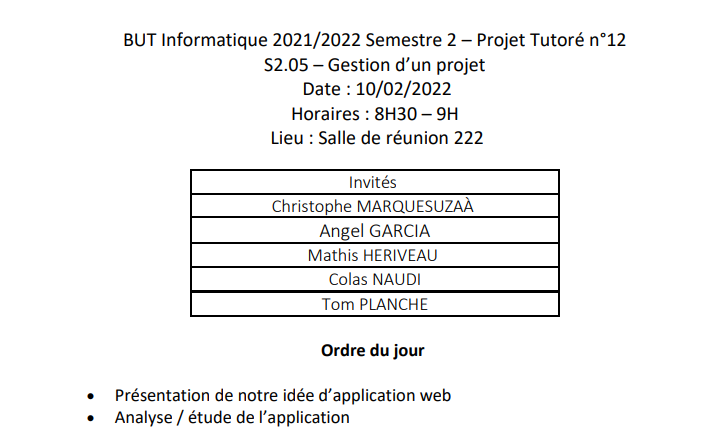 BUT Informatique 2021/2022 Semestre 2 – Projet Tutoré n°12
S2.05 – Gestion d’un projet
Date : 10/02/2022
Horaires : 8H30 – 9H
Lieu : Salle de réunion 222
Invités
Christophe MARQUESUZAÀ
Angel GARCIA
Mathis HERIVEAU
Colas NAUDI
Tom PLANCHE
Ordre du jour
• Présentation de notre idée d’application web
• Analyse / étude de l’application